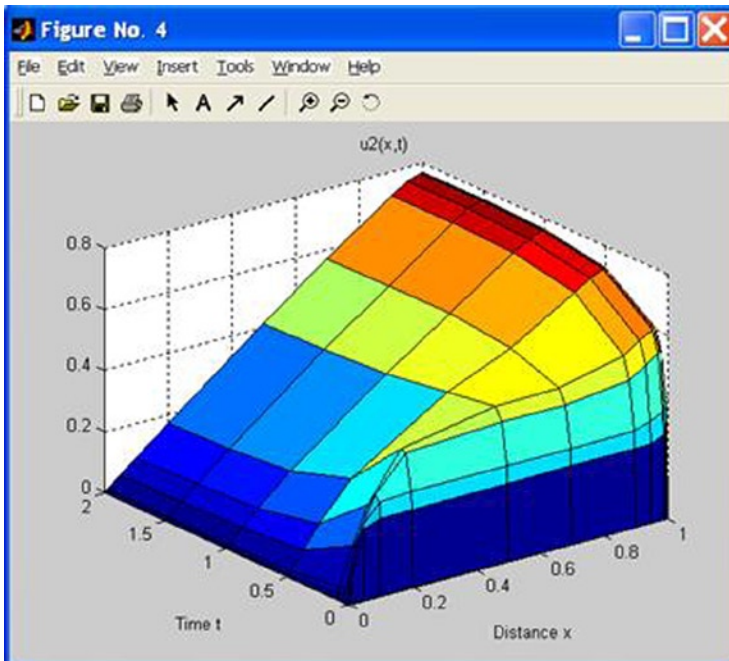 Figure No. 4
File Edit View Insert Tools Window Help
A
u2(x,t)
0.8
0.6
0.4
0.2
0
2
1.5
1
0.5
0
Time t
0
0.2
0.4
0.6
0.8
1
Distance x